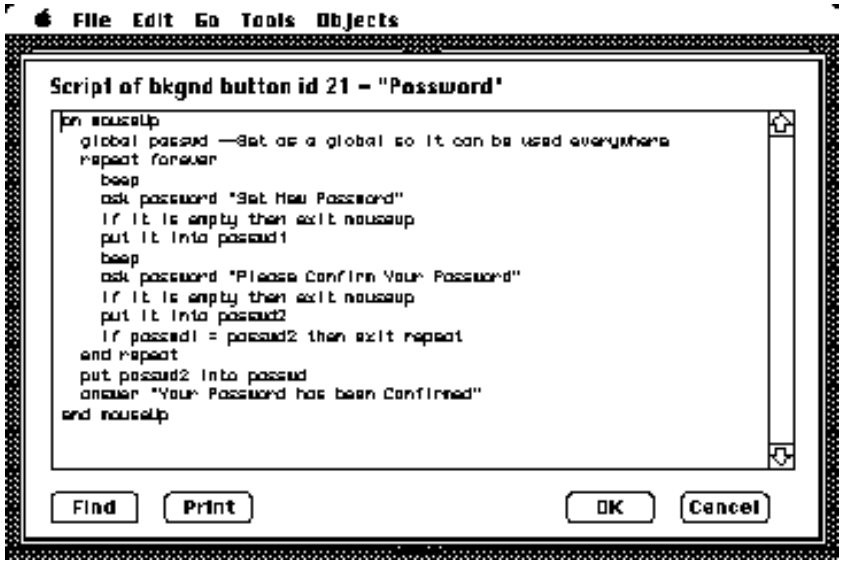 File Edit Go Tools Objects
Script of bkgnd button id 21 – "Password"
on mouseUp
global passwd --Set as a global so it can be used everywhere
repeat forever
beep
ask password "Set New Password"
if it is empty then exit mouseup
put it into passwd1
beep
ask password "Please Confirm Your Password"
if it is empty then exit mouseup
put it into passwd2
if passwd1 = passwd2 then exit repeat
end repeat
put passwd2 into passwd
answer "Your Password has been Confirmed"
end mouseUp
Find Print OK Cancel